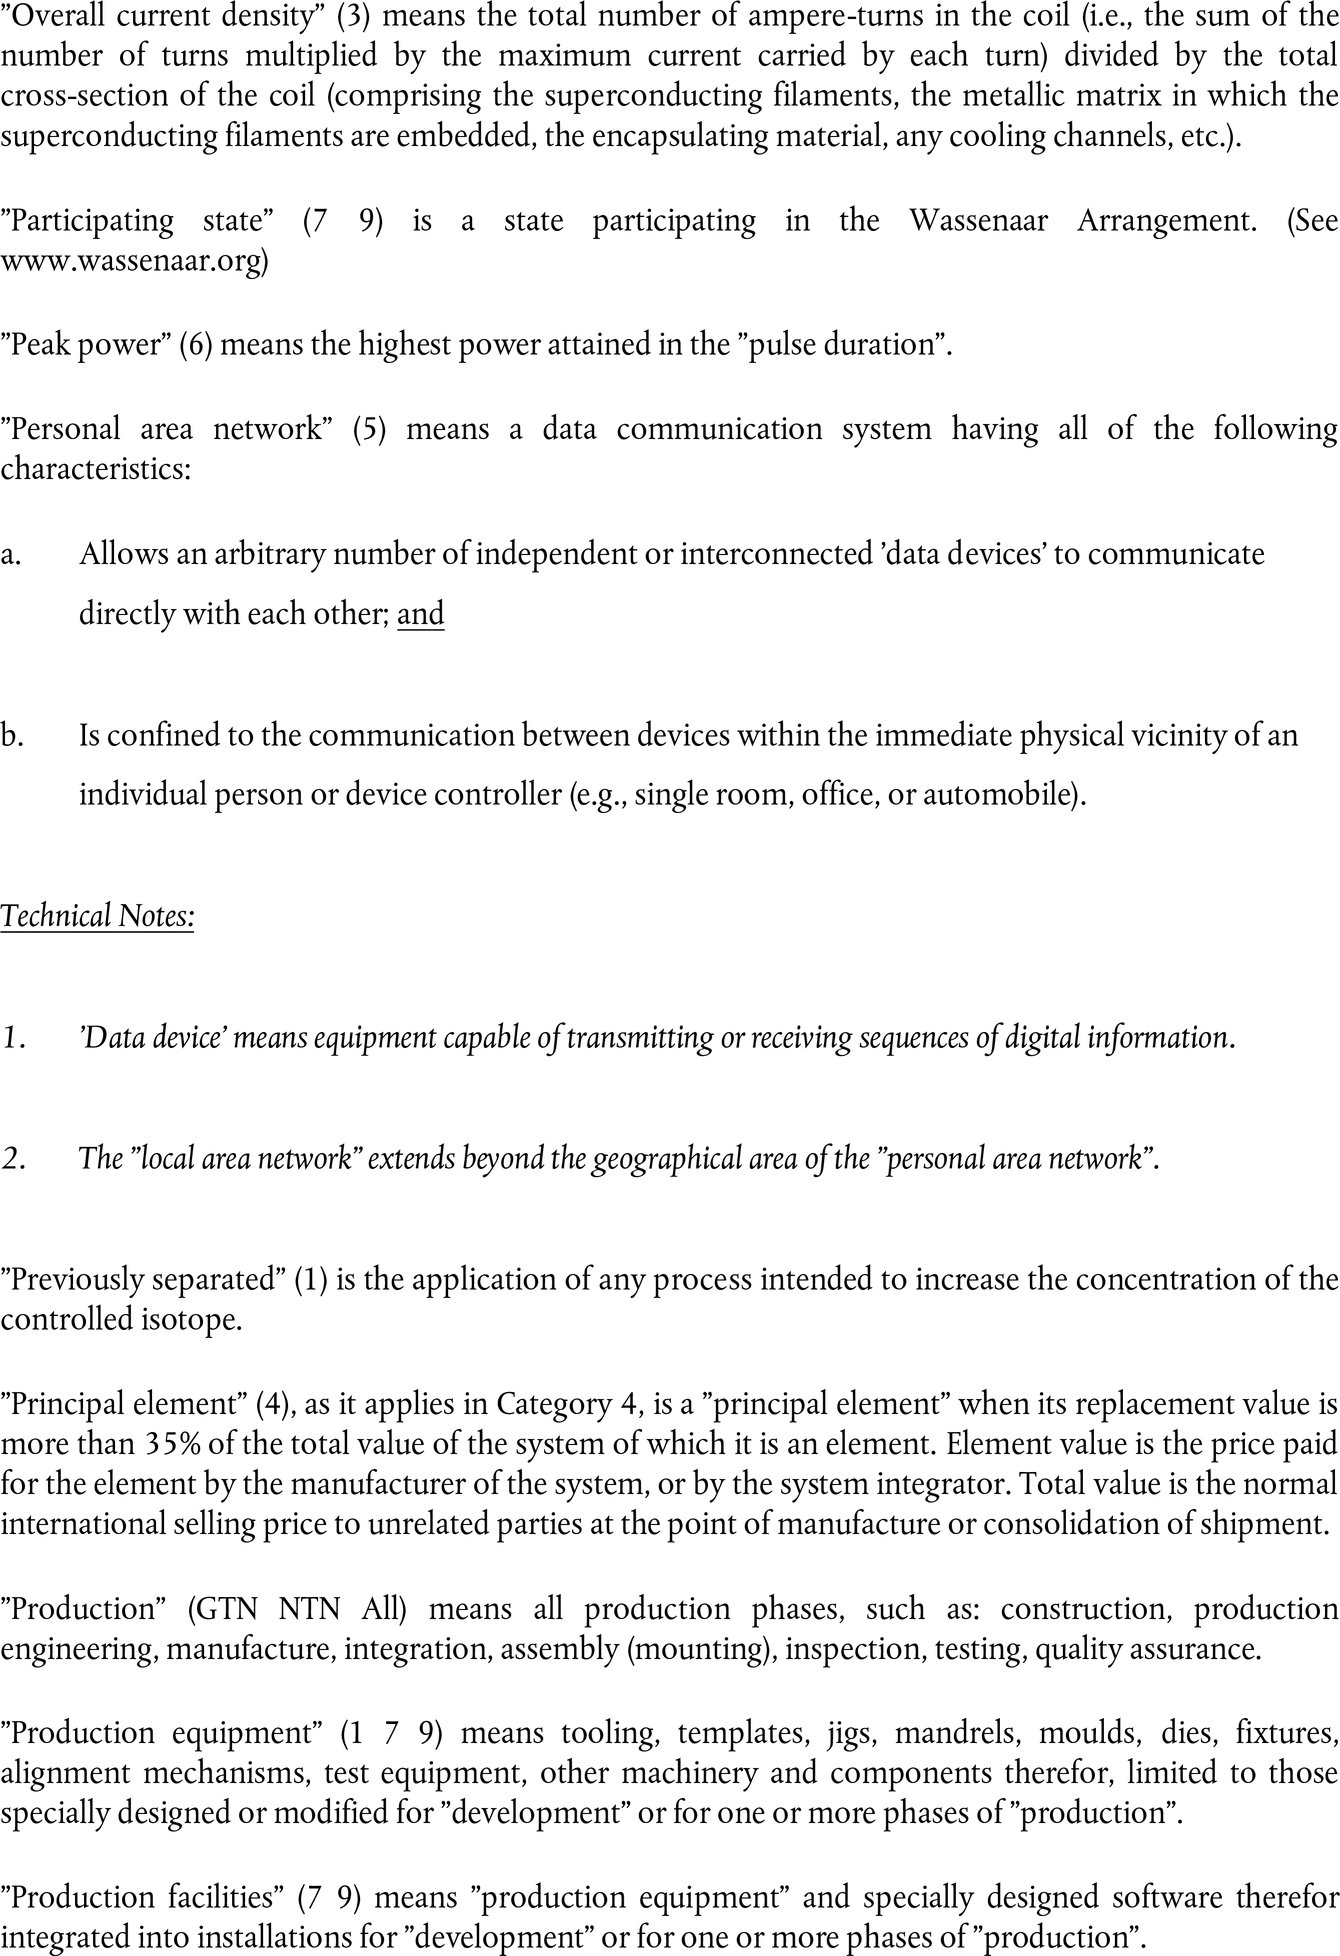 ”Overall current density” (3) means the total number of ampere-turns in the coil (i.e., the sum of the
number of turns multiplied by the maximum current carried by each turn) divided by the total
cross-section of the coil (comprising the superconducting filaments, the metallic matrix in which the
superconducting filaments are embedded, the encapsulating material, any cooling channels, etc.).
”Participating state” (7 9) is a state participating in the Wassenaar Arrangement. (See
www.wassenaar.org)
”Peak power” (6) means the highest power attained in the ”pulse duration”.
”Personal area network” (5) means a data communication system having all of the following
characteristics:
a. Allows an arbitrary number of independent or interconnected ’data devices’ to communicate
directly with each other; and
b. Is confined to the communication between devices within the immediate physical vicinity of an
individual person or device controller (e.g., single room, office, or automobile).
Technical Notes:
1. ’Data device’ means equipment capable of transmitting or receiving sequences of digital information.
2. The ”local area network” extends beyond the geographical area of the ”personal area network”.
”Previously separated” (1) is the application of any process intended to increase the concentration of the
controlled isotope.
”Principal element” (4), as it applies in Category 4, is a ”principal element” when its replacement value is
more than 35% of the total value of the system of which it is an element. Element value is the price paid
for the element by the manufacturer of the system, or by the system integrator. Total value is the normal
international selling price to unrelated parties at the point of manufacture or consolidation of shipment.
”Production” (GTN NTN All) means all production phases, such as: construction, production
engineering, manufacture, integration, assembly (mounting), inspection, testing, quality assurance.
”Production equipment” (1 7 9) means tooling, templates, jigs, mandrels, moulds, dies, fixtures,
alignment mechanisms, test equipment, other machinery and components therefor, limited to those
specially designed or modified for ”development” or for one or more phases of ”production”.
”Production facilities” (7 9) means ”production equipment” and specially designed software therefor
integrated into installations for ”development” or for one or more phases of ”production”.